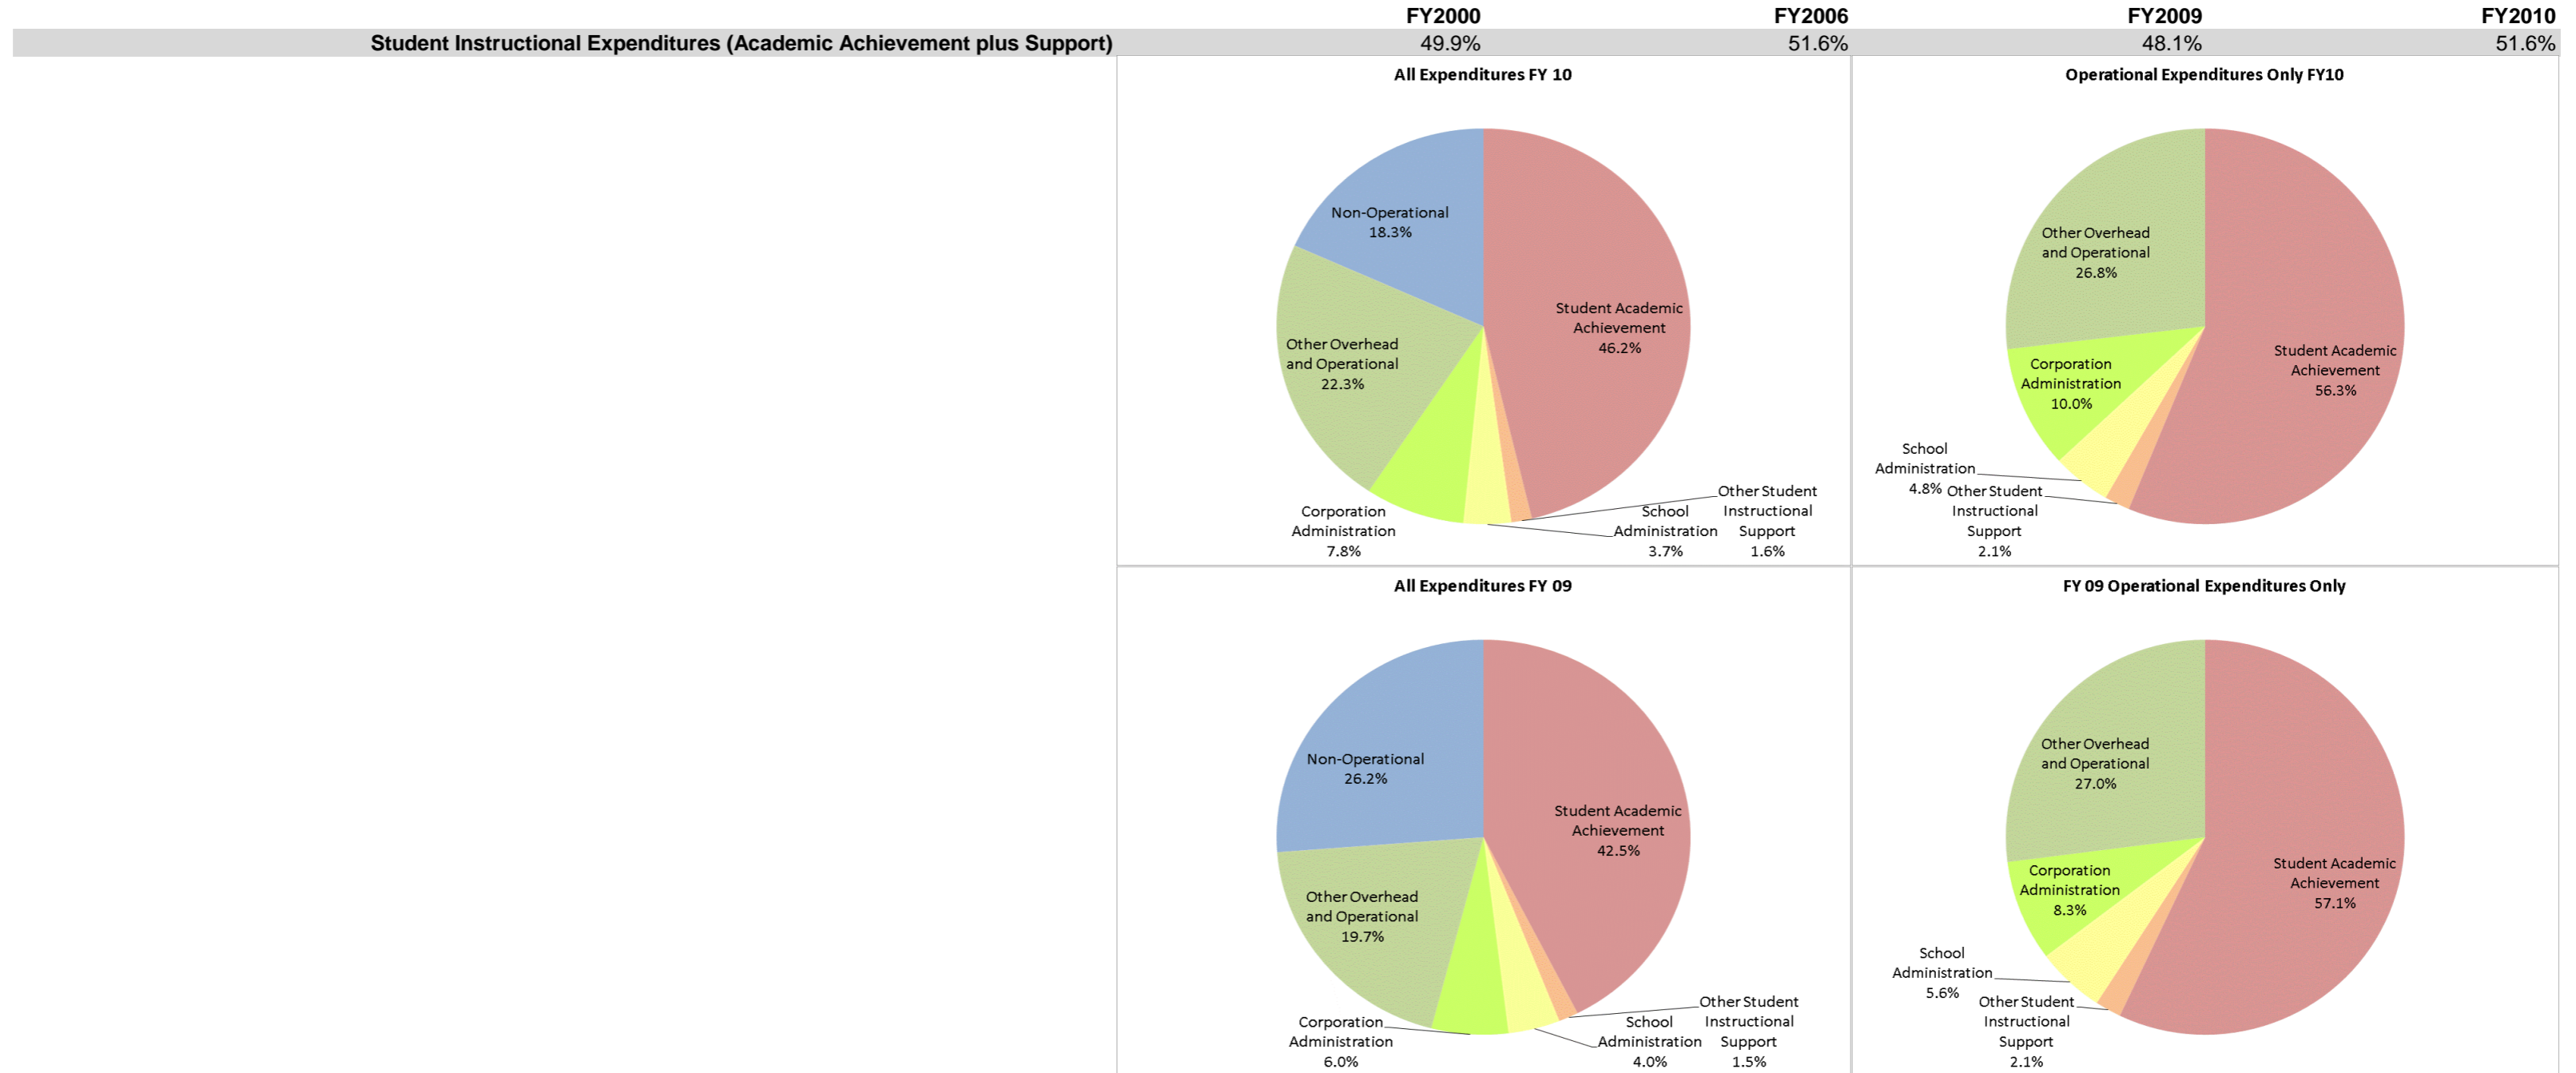 FY2000 FY2006 FY2009 FY2010
Student Instructional Expenditures (Academic Achievement plus Support) 49.9% 51.6% 48.1% 51.6%
All Expenditures FY 10
Non-Operational
18.3%
Student Academic
Achievement
46.2%
Other Overhead
and Operational
22.3%
Corporation
Administration
7.8%
School
Administration
3.7%
Other Student
Instructional
Support
1.6%
Operational Expenditures Only FY10
Other Overhead
and Operational
26.8%
Student Academic
Achievement
56.3%
Corporation
Administration
10.0%
School
Administration
4.8%
Other Student
Instructional
Support
2.1%
All Expenditures FY 09
Non-Operational
26.2%
Student Academic
Achievement
42.5%
Other Overhead
and Operational
19.7%
Corporation
Administration
6.0%
School
Administration
4.0%
Other Student
Instructional
Support
1.5%
FY 09 Operational Expenditures Only
Other Overhead
and Operational
27.0%
Student Academic
Achievement
57.1%
Corporation
Administration
8.3%
School
Administration
5.6%
Other Student
Instructional
Support
2.1%